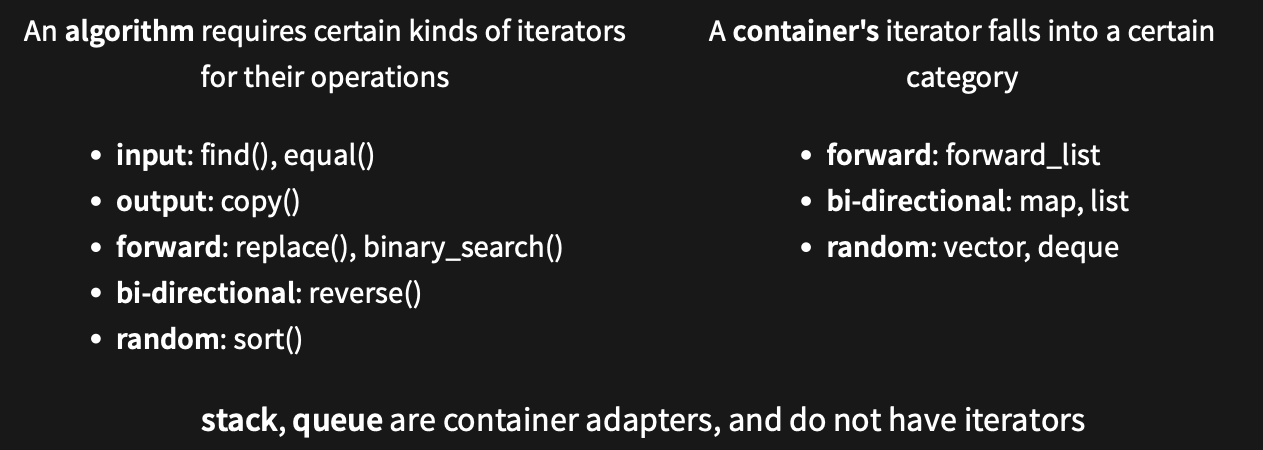 An algorithm requires certain kinds of iterators
for their operations
• input: find(), equal()
• output: copy()
• forward: replace(), binary_search()
• bi-directional: reverse()
• random: sort()
A container's iterator falls into a certain
category
• forward: forward_list
• bi-directional: map, list
• random: vector, deque
stack, queue are container adapters, and do not have iterators